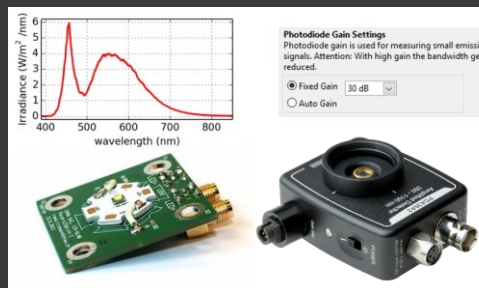 Irradiance (W/m² /nm)
6
5
4
3
2
1
0
400 500 600 700 800
wavelength (nm)
Photodiode Gain Settings
Photodiode gain is used for measuring small emissi
signals. Attention: With high gain the bandwidth ge
reduced.
Fixed Gain 30 dB
Auto Gain
Amplified Detector